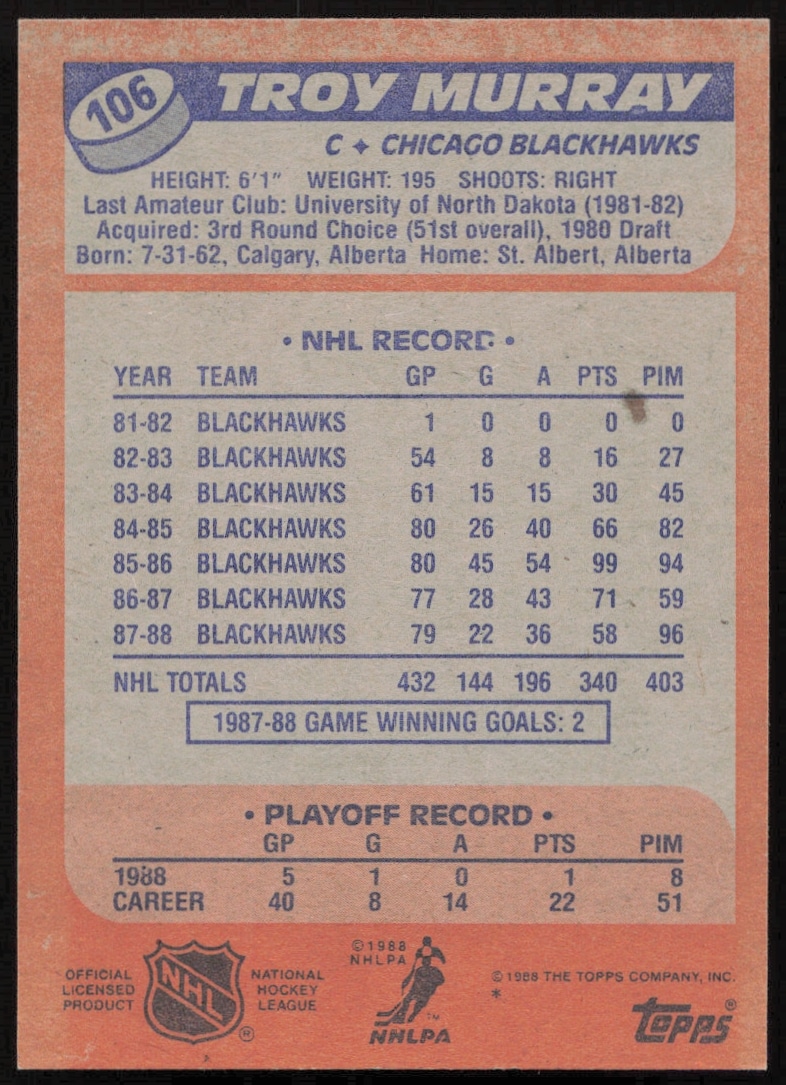 106
TROY MURRAY
C ✦ CHICAGO BLACKHAWKS
HEIGHT: 6'1" WEIGHT: 195 SHOOTS: RIGHT
Last Amateur Club: University of North Dakota (1981-82)
Acquired: 3rd Round Choice (51st overall), 1980 Draft
Born: 7-31-62, Calgary, Alberta Home: St. Albert, Alberta
• NHL RECORD •
YEAR TEAM GP G A PTS PIM
81-82 BLACKHAWKS 1 0 0 0 0
82-83 BLACKHAWKS 54 8 8 16 27
83-84 BLACKHAWKS 61 15 15 30 45
84-85 BLACKHAWKS 80 26 40 66 82
85-86 BLACKHAWKS 80 45 54 99 94
86-87 BLACKHAWKS 77 28 43 71 59
87-88 BLACKHAWKS 79 22 36 58 96
NHL TOTALS 432 144 196 340 403
1987-88 GAME WINNING GOALS: 2
• PLAYOFF RECORD •
GP G A PTS PIM
1988 5 1 0 1 8
CAREER 40 8 14 22 51
OFFICIAL
LICENSED
PRODUCT
NHL
®
NATIONAL
HOCKEY
LEAGUE
©1988
NHLPA
™
NHLPA
© 1988 THE TOPPS COMPANY, INC.
*
topps®